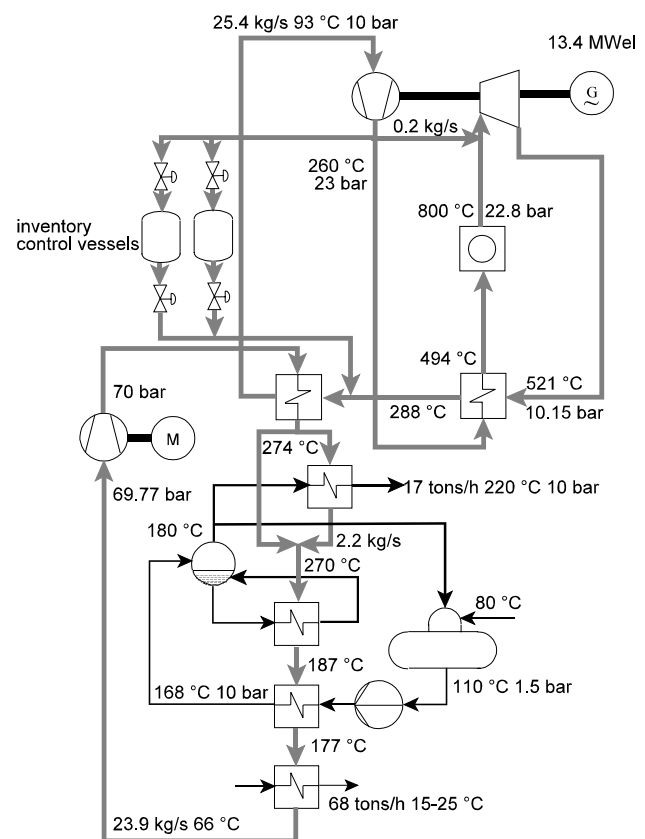 25.4 kg/s 93 °C 10 bar
13.4 MWel
G
~
0.2 kg/s
260 °C
23 bar
800 °C
22.8 bar
inventory
control vessels
494 °C
521 °C
70 bar
288 °C
10.15 bar
M
274 °C
17 tons/h 220 °C 10 bar
69.77 bar
180 °C
2.2 kg/s
270 °C
80 °C
187 °C
168 °C 10 bar
110 °C 1.5 bar
177 °C
68 tons/h 15-25 °C
23.9 kg/s 66 °C